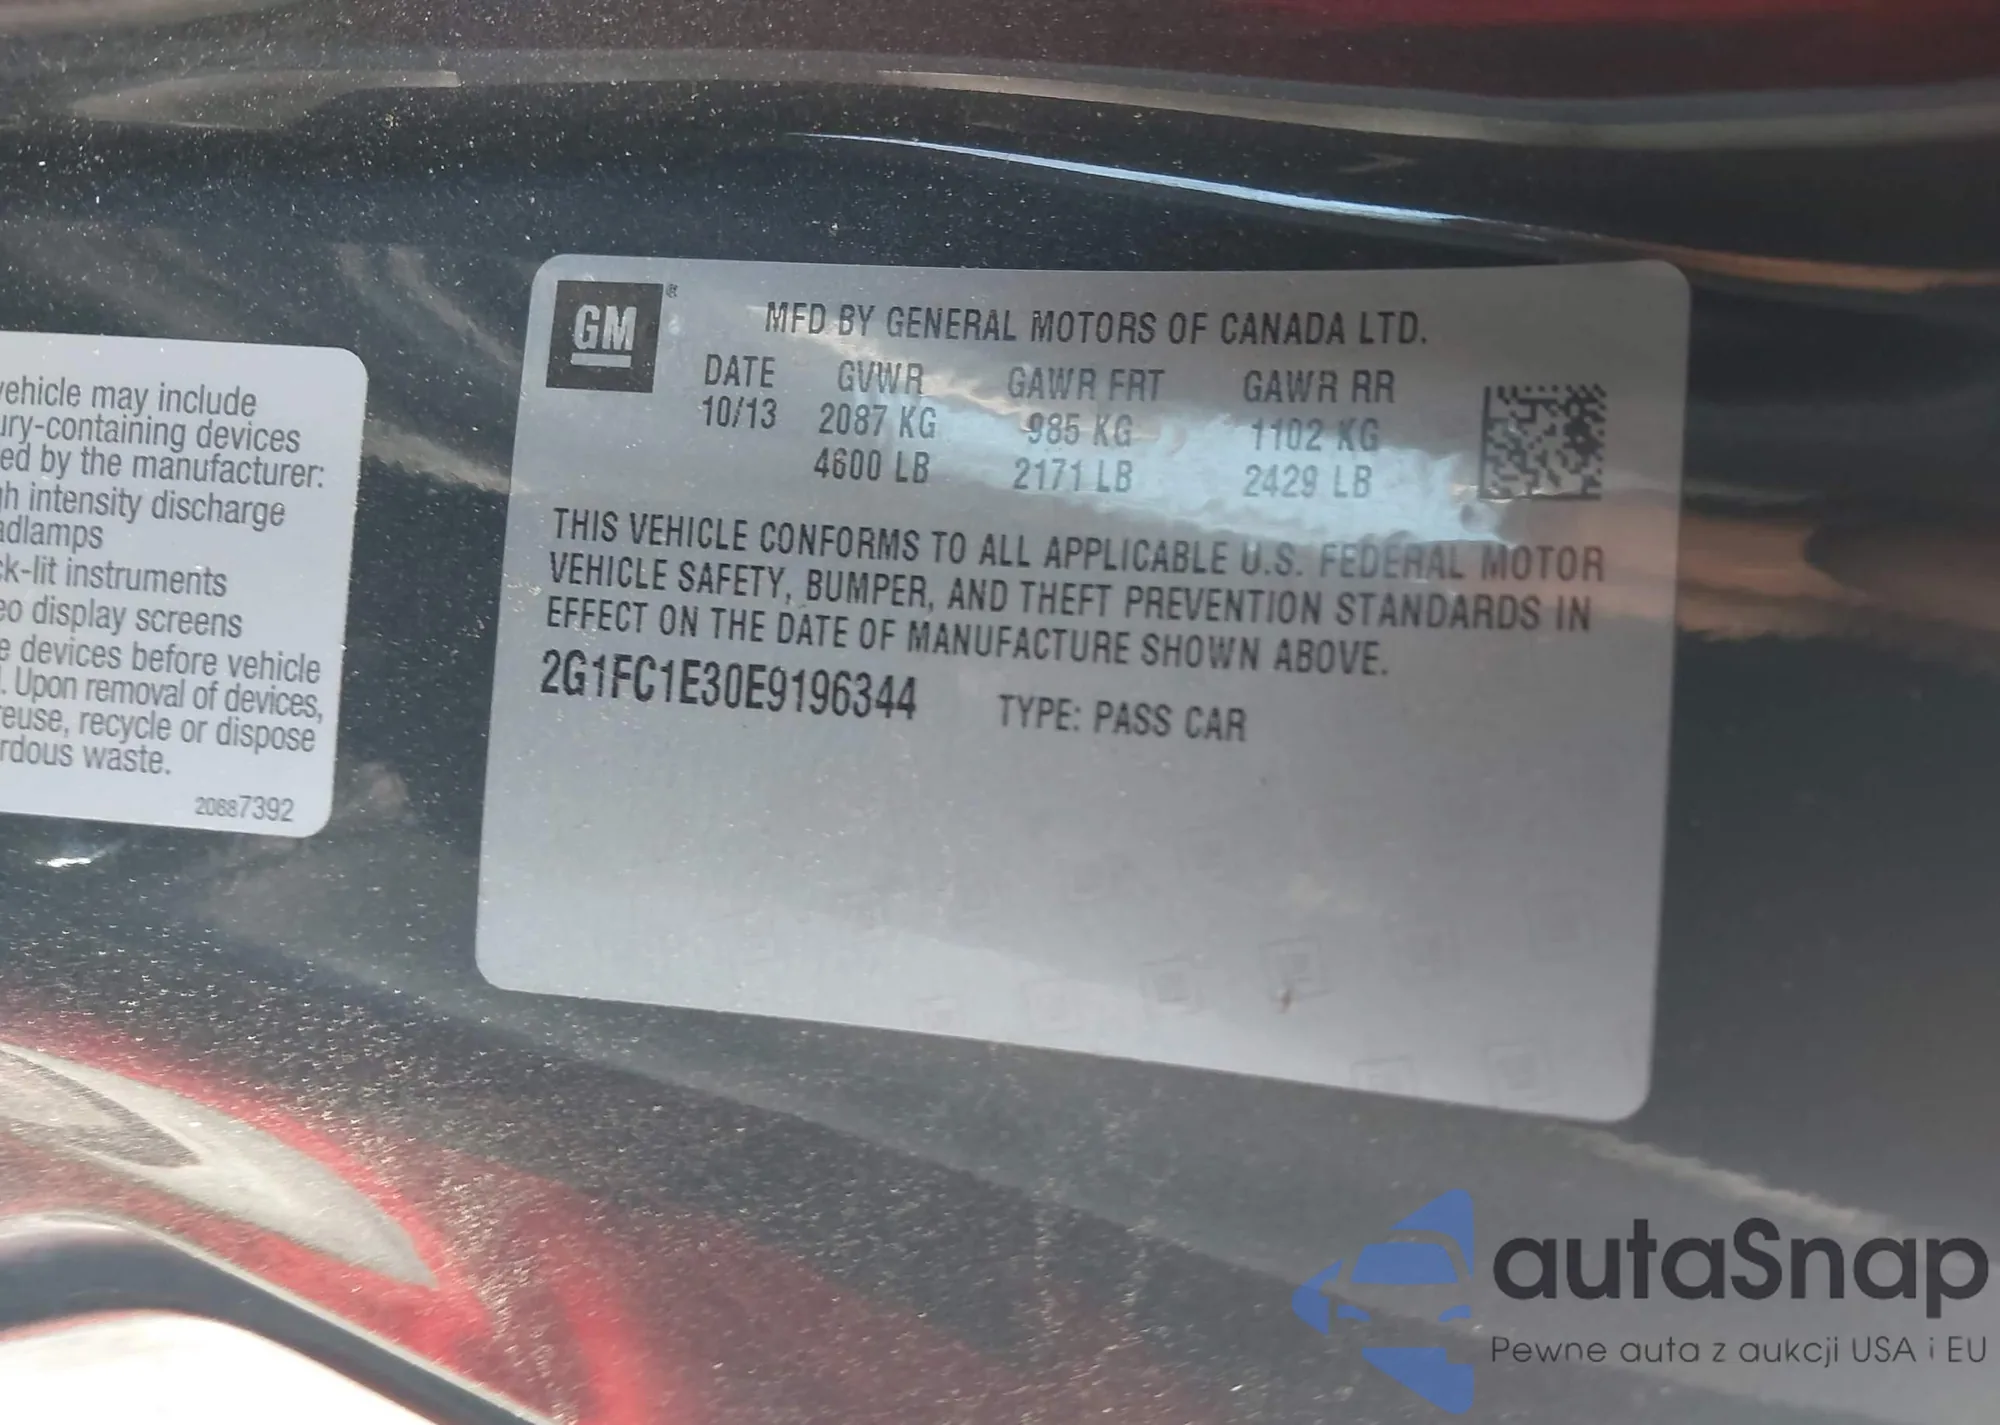 vehicle may include
ury-containing devices
ed by the manufacturer:
gh intensity discharge
adlamps
ck-lit instruments
eo display screens
e devices before vehicle
. Upon removal of devices,
reuse, recycle or dispose
rdous waste.
20887392
GM®
MFD BY GENERAL MOTORS OF CANADA LTD.
DATE GVWR GAWR FRT GAWR RR
10/13 2087 KG 985 KG 1102 KG
4600 LB 2171 LB 2429 LB
THIS VEHICLE CONFORMS TO ALL APPLICABLE U.S. FEDERAL MOTOR
VEHICLE SAFETY, BUMPER, AND THEFT PREVENTION STANDARDS IN
EFFECT ON THE DATE OF MANUFACTURE SHOWN ABOVE.
2G1FC1E30E9196344 TYPE: PASS CAR
autaSnap
Pewne auta z aukcji USA i EU